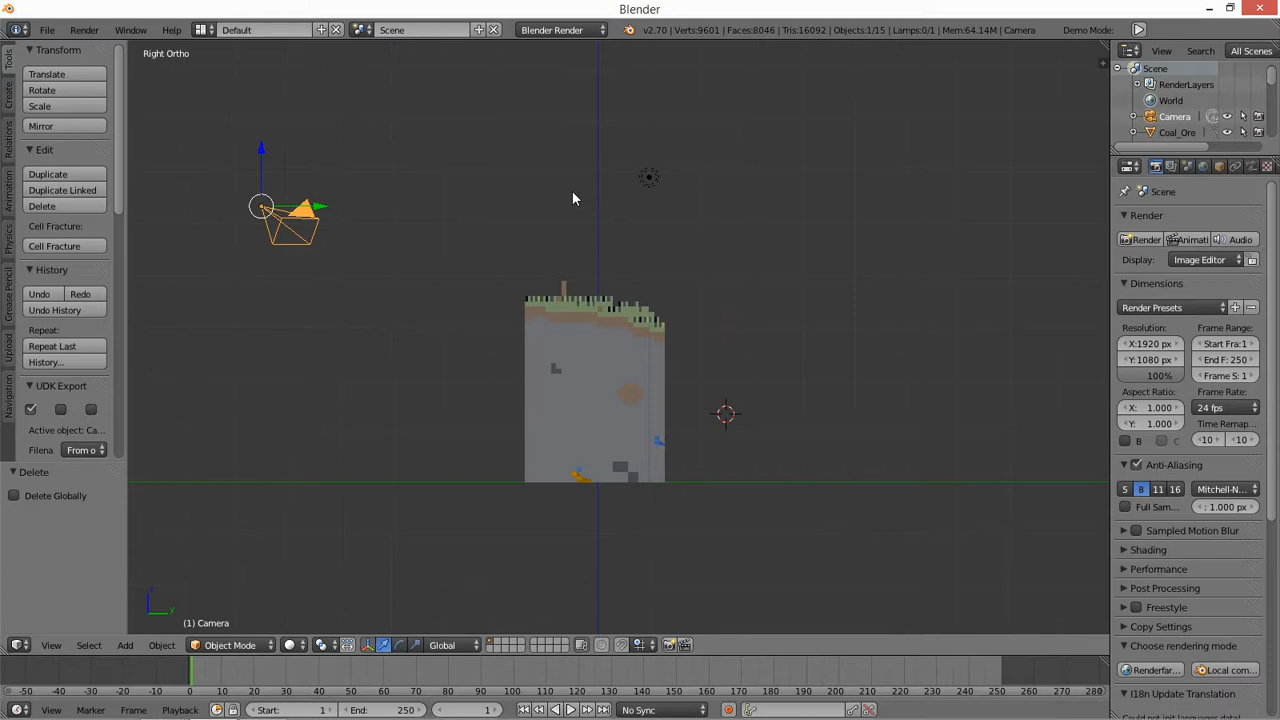 Blender
File Render Window Help Default Scene Blender Render v2.70 | Verts:9601 | Faces:8046 | Tris:16092 | Objects:1/15 | Lamps:0/1 | Mem:64.14M | Camera Demo Mode:
Tools
Create
Relations
Animation
Physics
Grease Pencil
Upload
Navigation
Transform
Translate
Rotate
Scale
Mirror
Edit
Duplicate
Duplicate Linked
Delete
Cell Fracture:
Cell Fracture
History
Undo Redo
Undo History
Repeat:
Repeat Last
History...
UDK Export
Active object: Ca...
Filena From o
Delete
Delete Globally
Right Ortho
z
y
(1) Camera
View Search All Scenes
Scene
RenderLayers
World
Camera
Coal_Ore
Scene
Render
Render Animati Audio
Display: Image Editor
Dimensions
Render Presets
Resolution: Frame Range:
X:1920 px Start Fra:1
Y:1080 px End F: 250
100% Frame S: 1
Aspect Ratio: Frame Rate:
X: 1.000 24 fps
Y: 1.000 Time Remap...
B C 10 10
Anti-Aliasing
5 8 11 16 Mitchell-N...
Full Sam... : 1.000 px
Sampled Motion Blur
Shading
Performance
Post Processing
Freestyle
Copy Settings
Choose rendering mode
Renderfar... Local com...
I18n Update Translation
View Select Add Object Object Mode Global
-50 -40 -30 -20 -10 0 10 20 30 40 50 60 70 80 90 100 110 120 130 140 150 160 170 180 190 200 210 220 230 240 250 260 270 280
View Marker Frame Playback Start: 1 End: 250 1 No Sync